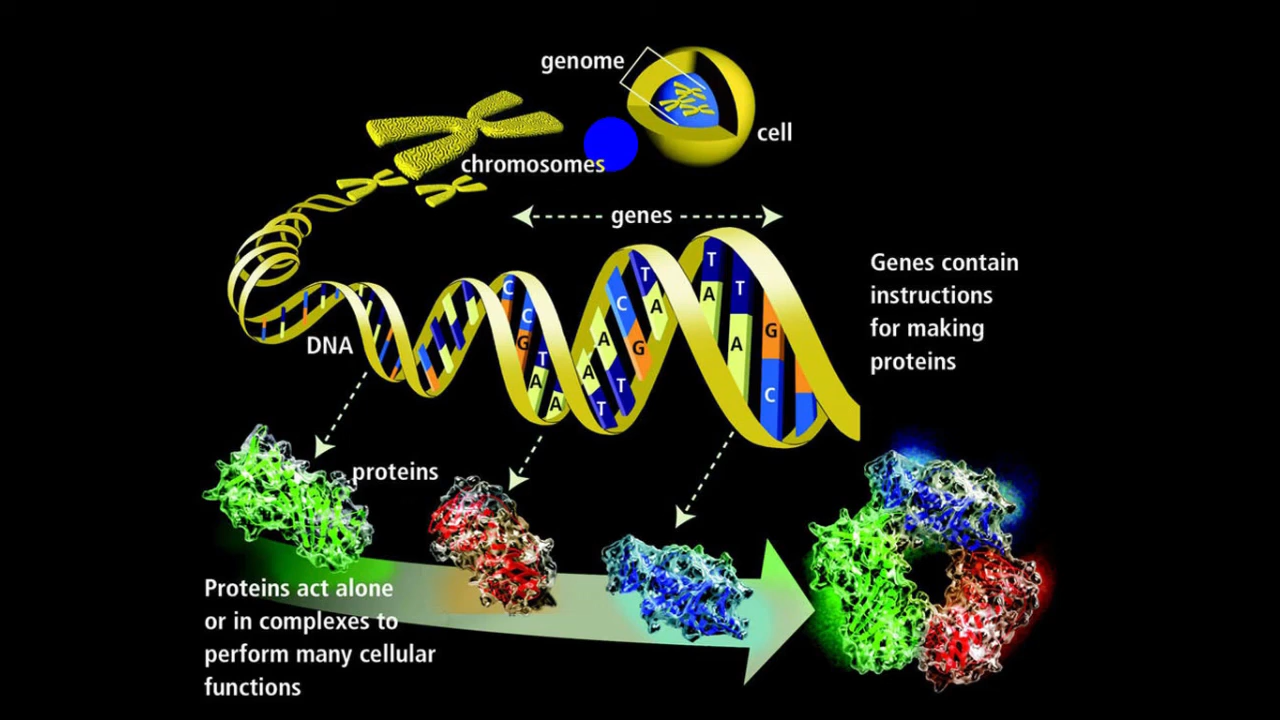 genome
cell
chromosomes
genes
Genes contain
instructions
for making
proteins
DNA
C
C
G
T
A
A
A
T
A
T
C
G
T
A
T
A
T
A
G
C
proteins
Proteins act alone
or in complexes to
perform many cellular
functions